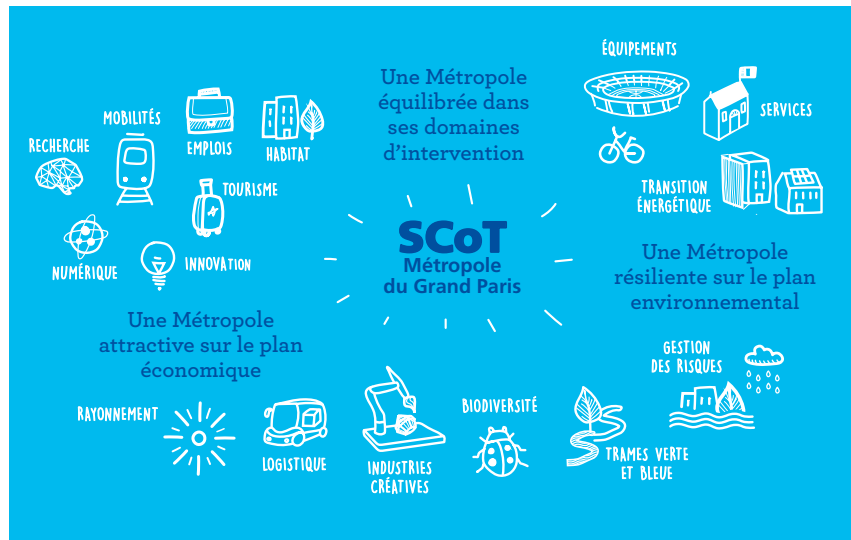 ÉQUIPEMENTS
Une Métropole
équilibrée dans
ses domaines
d'intervention
MOBILITÉS
SERVICES
RECHERCHE
EMPLOIS
HABITAT
TOURISME
TRANSITION
ÉNERGÉTIQUE
SCoT
Métropole
du Grand Paris
NUMÉRIQUE
INNOVATION
Une Métropole
résiliente sur le plan
environnemental
Une Métropole
attractive sur le plan
économique
GESTION
DES RISQUES
RAYONNEMENT
LOGISTIQUE
INDUSTRIES
CRÉATIVES
BIODIVERSITÉ
TRAMES VERTE
ET BLEUE